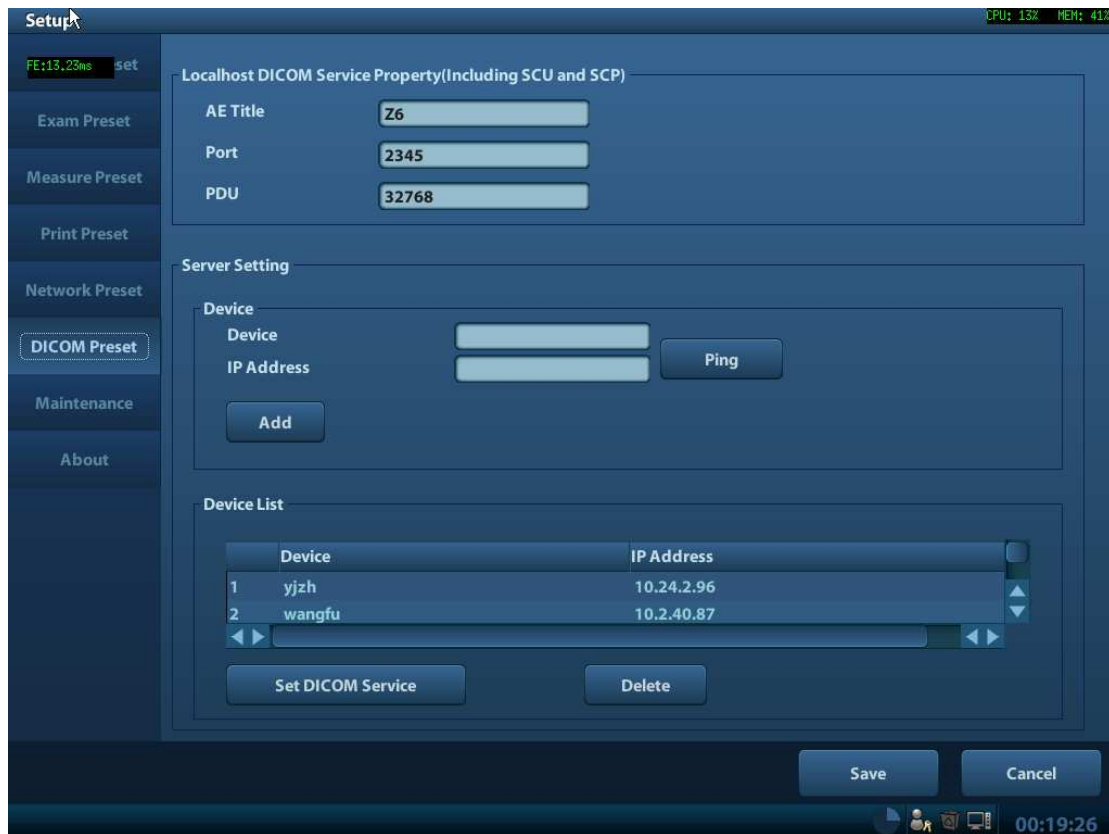 Setup
CPU: 13% MEM: 41%
FE:13.23ms set
Exam Preset
Measure Preset
Print Preset
Network Preset
DICOM Preset
Maintenance
About
Localhost DICOM Service Property(Including SCU and SCP)
AE Title Z6
Port 2345
PDU 32768
Server Setting
Device
Device
IP Address
Ping
Add
Device List
Device IP Address
1 yjzh 10.24.2.96
2 wangfu 10.2.40.87
Set DICOM Service Delete
Save Cancel
00:19:26